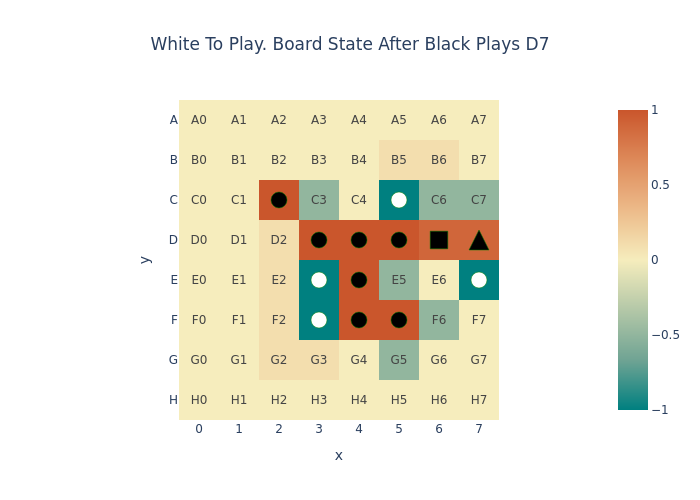 White To Play. Board State After Black Plays D7
A A0 A1 A2 A3 A4 A5 A6 A7
B B0 B1 B2 B3 B4 B5 B6 B7
C C0 C1 C3 C4 C6 C7
D D0 D1 D2
E E0 E1 E2 E5 E6
F F0 F1 F2 F6 F7
G G0 G1 G2 G3 G4 G5 G6 G7
H H0 H1 H2 H3 H4 H5 H6 H7
0 1 2 3 4 5 6 7
x
y
1
0.5
0
−0.5
−1